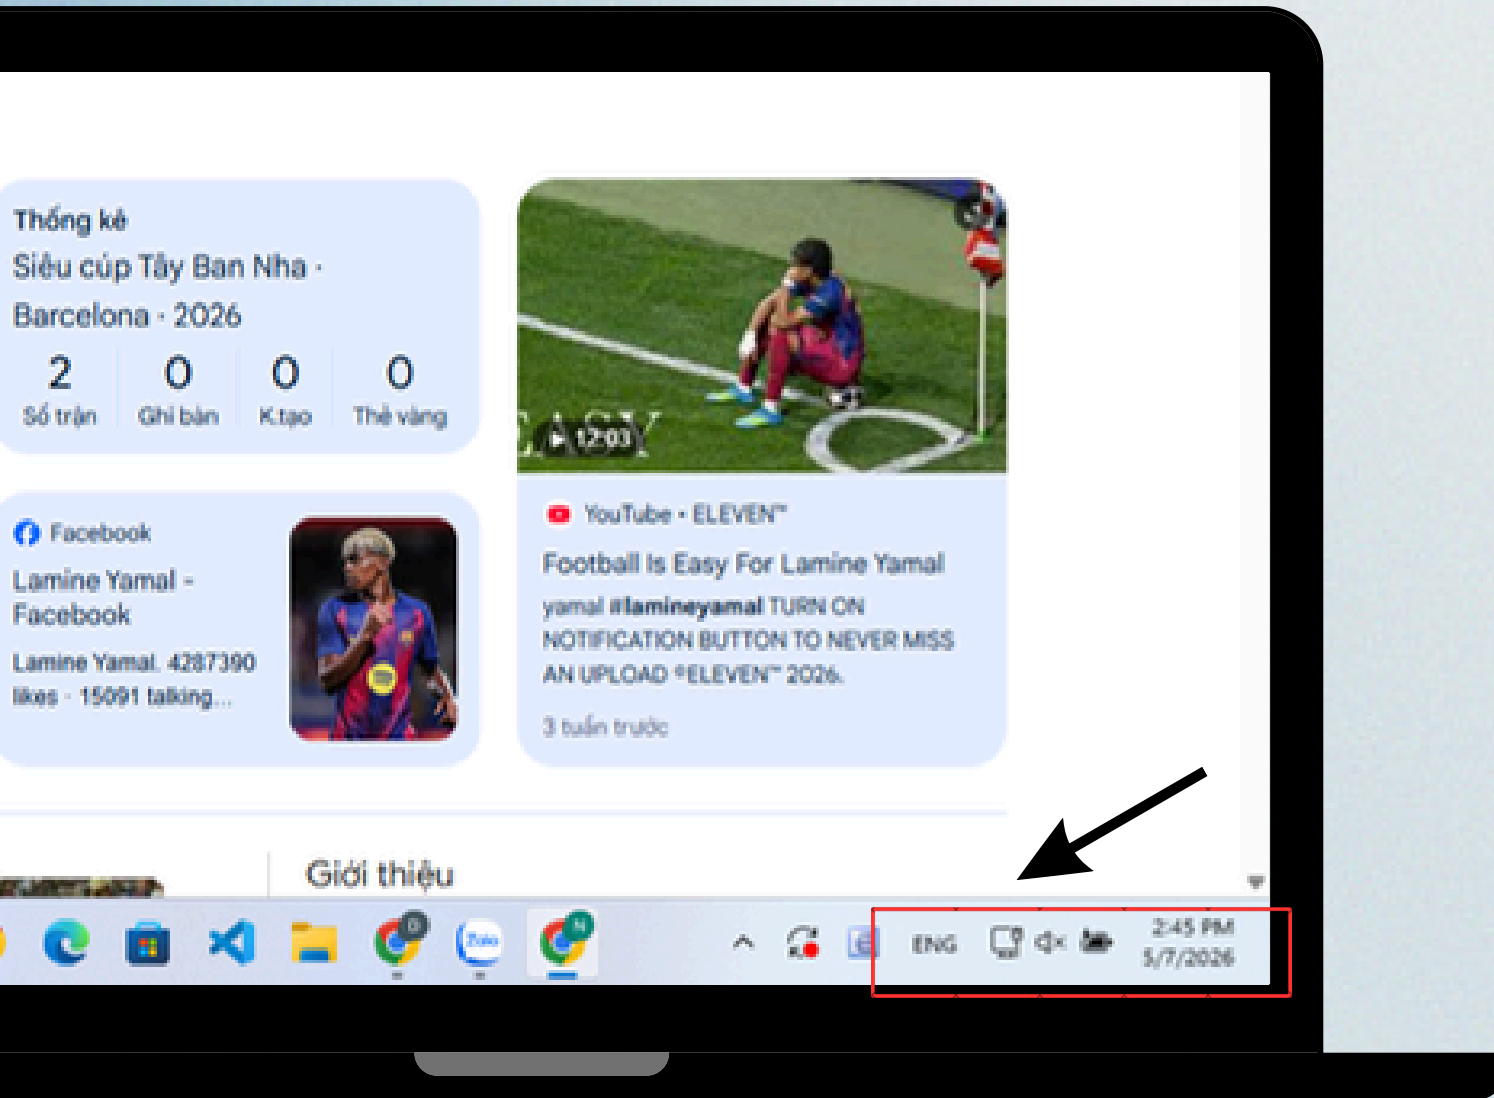 Thống kê
Siêu cúp Tây Ban Nha ·
Barcelona · 2026
2 0 0 0
Số trận Ghi bàn K.tạo Thẻ vàng
Facebook
Lamine Yamal -
Facebook
Lamine Yamal. 4287390
likes · 15091 talking...
EASY
12:03
YouTube • ELEVEN™
Football Is Easy For Lamine Yamal
yamal #lamineyamal TURN ON
NOTIFICATION BUTTON TO NEVER MISS
AN UPLOAD ®ELEVEN™ 2026.
3 tuần trước
Giới thiệu
D
Zalo
N
ENG
2:45 PM
5/7/2026